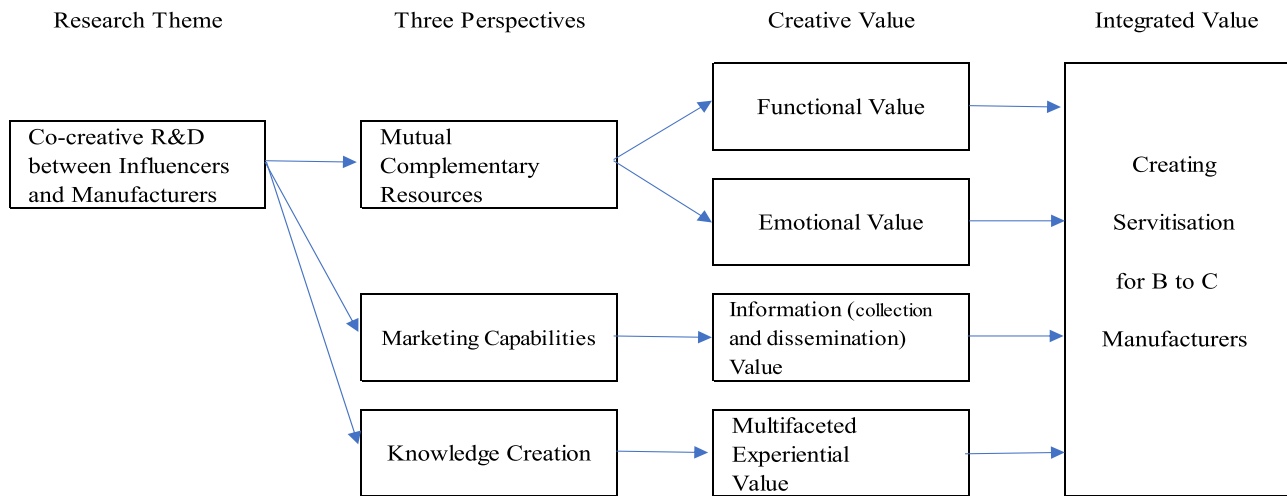 Research Theme
Three Perspectives
Creative Value
Integrated Value
Co-creative R&D
between Influencers
and Manufacturers
Mutual
Complementary
Resources
Marketing Capabilities
Knowledge Creation
Functional Value
Emotional Value
Information (collection
and dissemination)
Value
Multifaceted
Experiential
Value
Creating
Servitisation
for B to C
Manufacturers